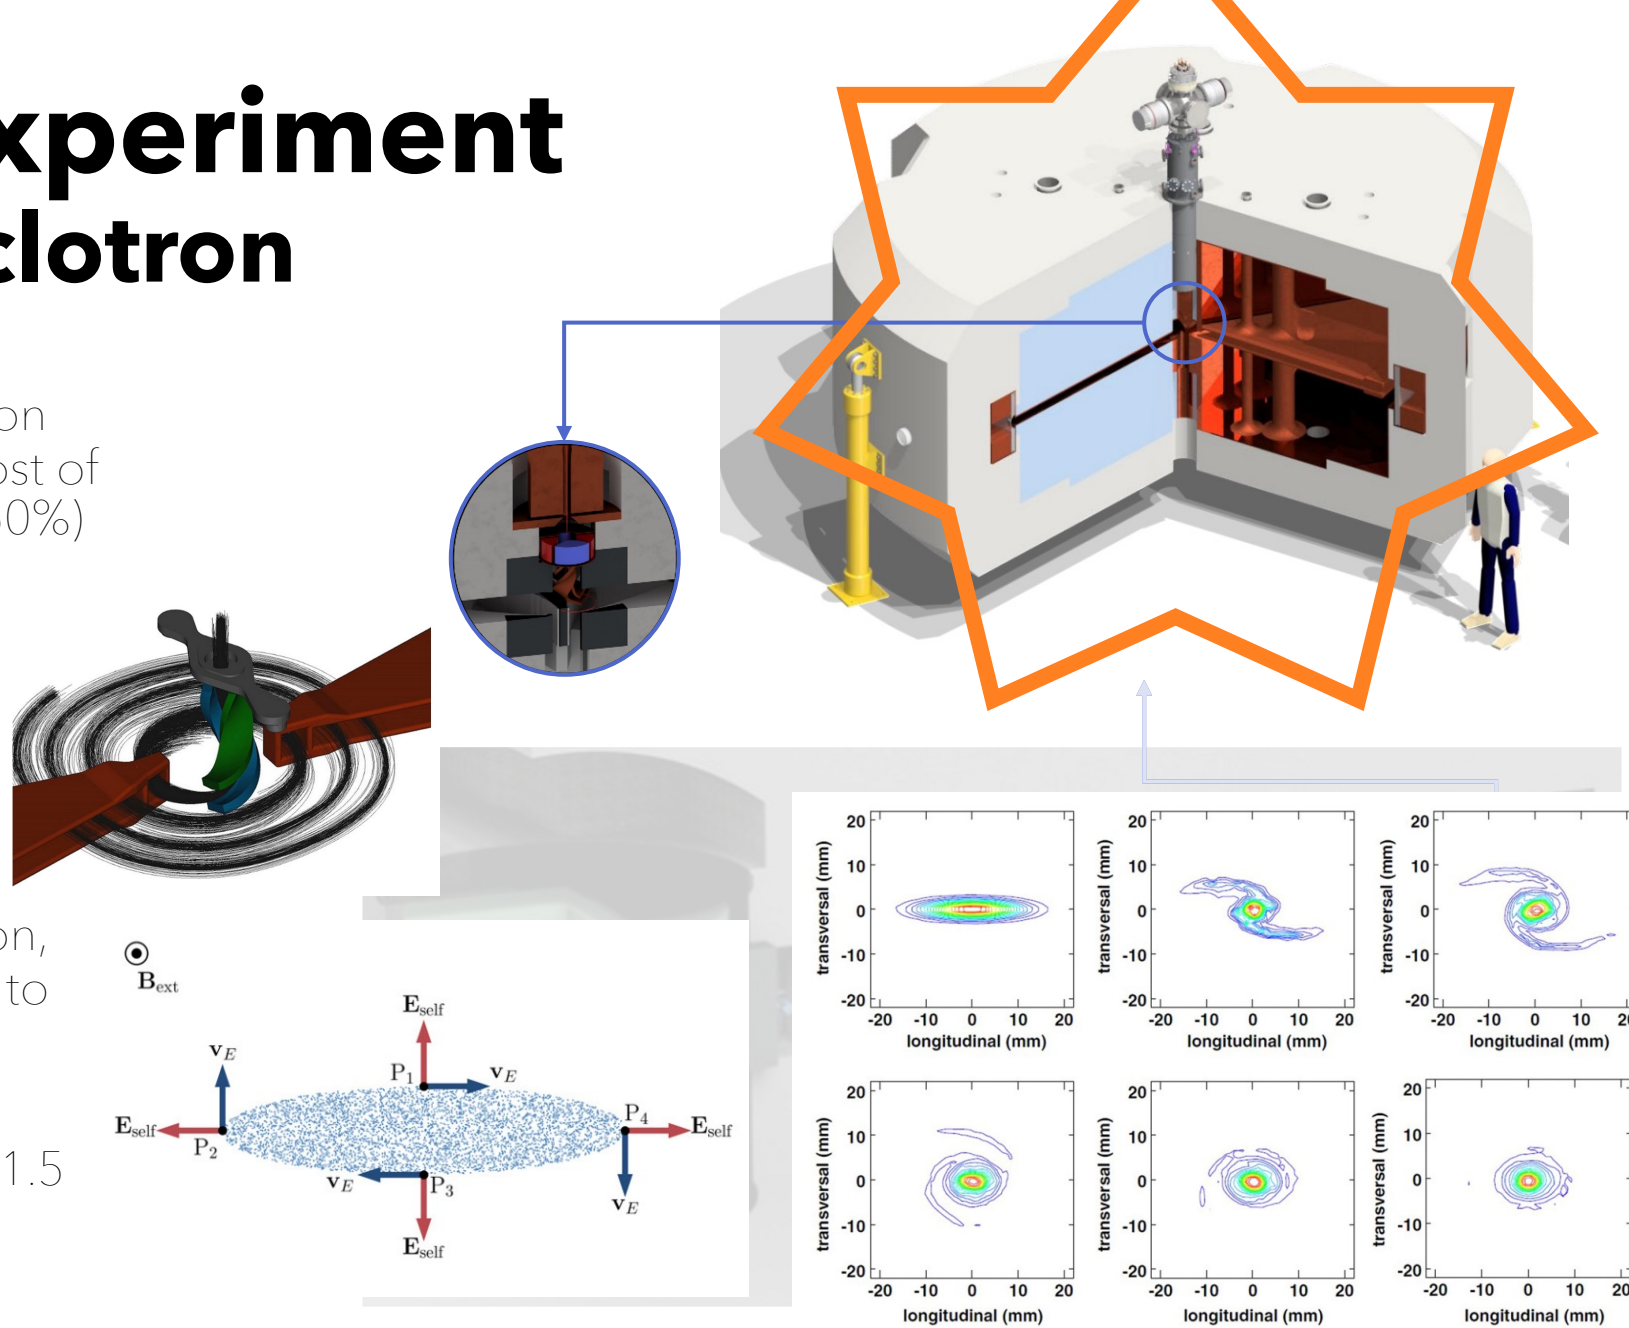 xperiment
clotron
on
ost of
50%)
on,
to
1.5
B_ext
E_self
v_E
P_1
v_E
E_self
P_2
P_4
E_self
v_E
P_3
v_E
E_self
20
10
0
-10
-20
transversal (mm)
-20 -10 0 10 20
longitudinal (mm)
20
10
0
-10
-20
transversal (mm)
-20 -10 0 10 20
longitudinal (mm)
20
10
0
-10
-20
transversal (mm)
-20 -10 0 10
longitudinal (mm)
20
10
0
-10
-20
transversal (mm)
-20 -10 0 10 20
longitudinal (mm)
20
10
0
-10
-20
transversal (mm)
-20 -10 0 10 20
longitudinal (mm)
20
10
0
-10
-20
transversal (mm)
-20 -10 0 10
longitudinal (mm)